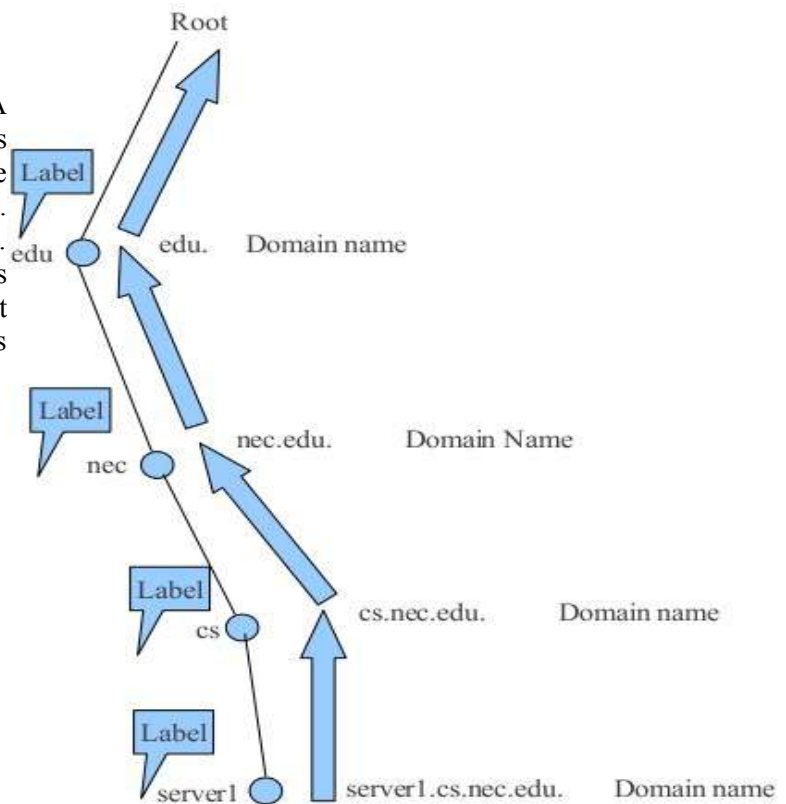 Root
A
s
e
Label
.
.
edu
edu. Domain name
s
t
s
Label
nec.edu. Domain Name
nec
Label
cs.nec.edu. Domain name
cs
Label
server1
server1.cs.nec.edu. Domain name